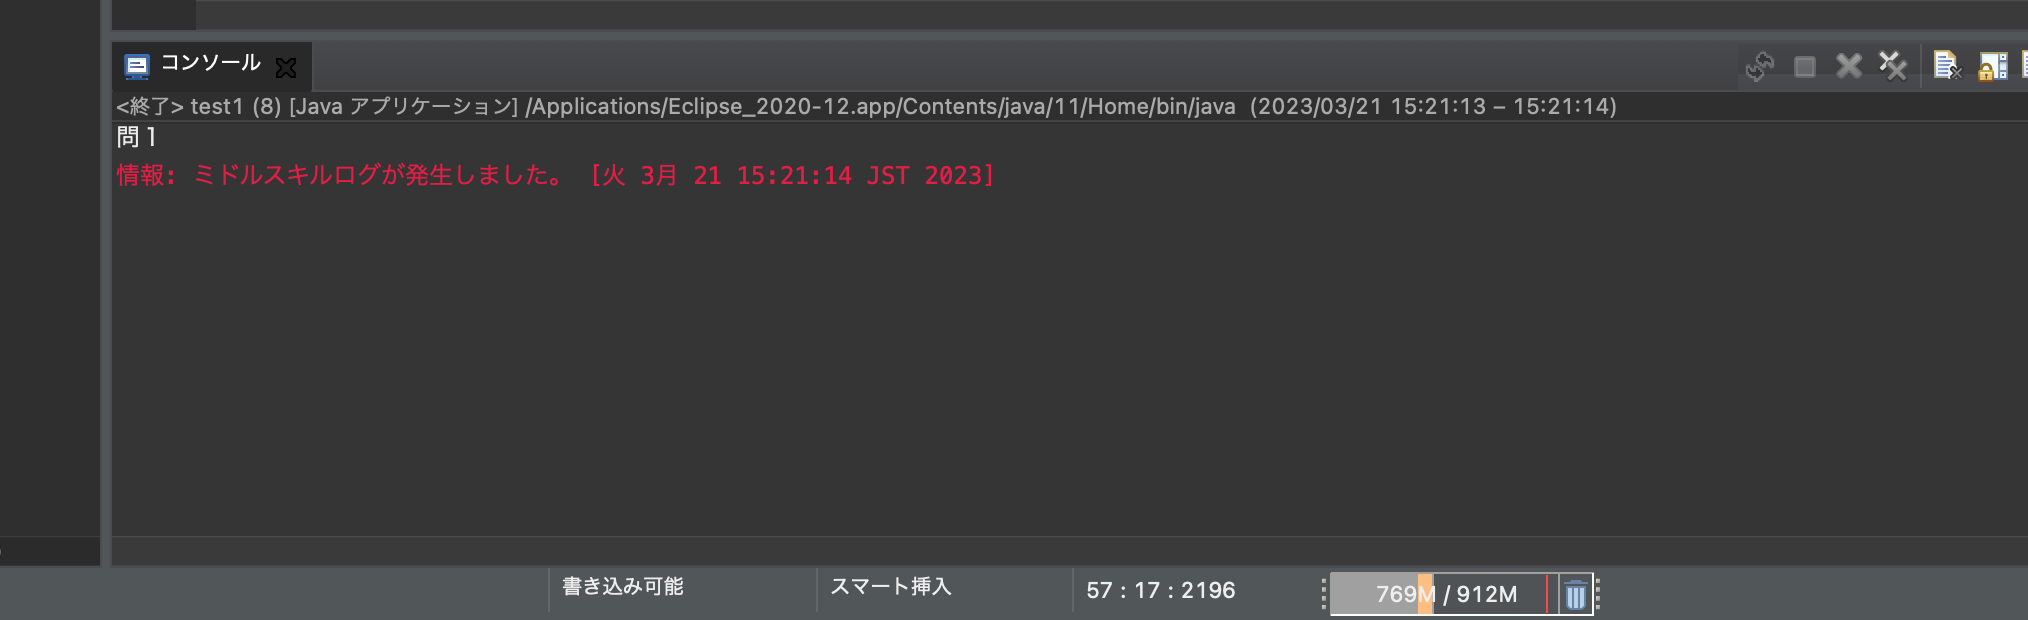 コンソール
<終了> test1 (8) [Java アプリケーション] /Applications/Eclipse_2020-12.app/Contents/java/11/Home/bin/java  (2023/03/21 15:21:13 – 15:21:14)
問１
情報: ミドルスキルログが発生しました。 [火 3月 21 15:21:14 JST 2023]
書き込み可能
スマート挿入
57 : 17 : 2196
769M / 912M